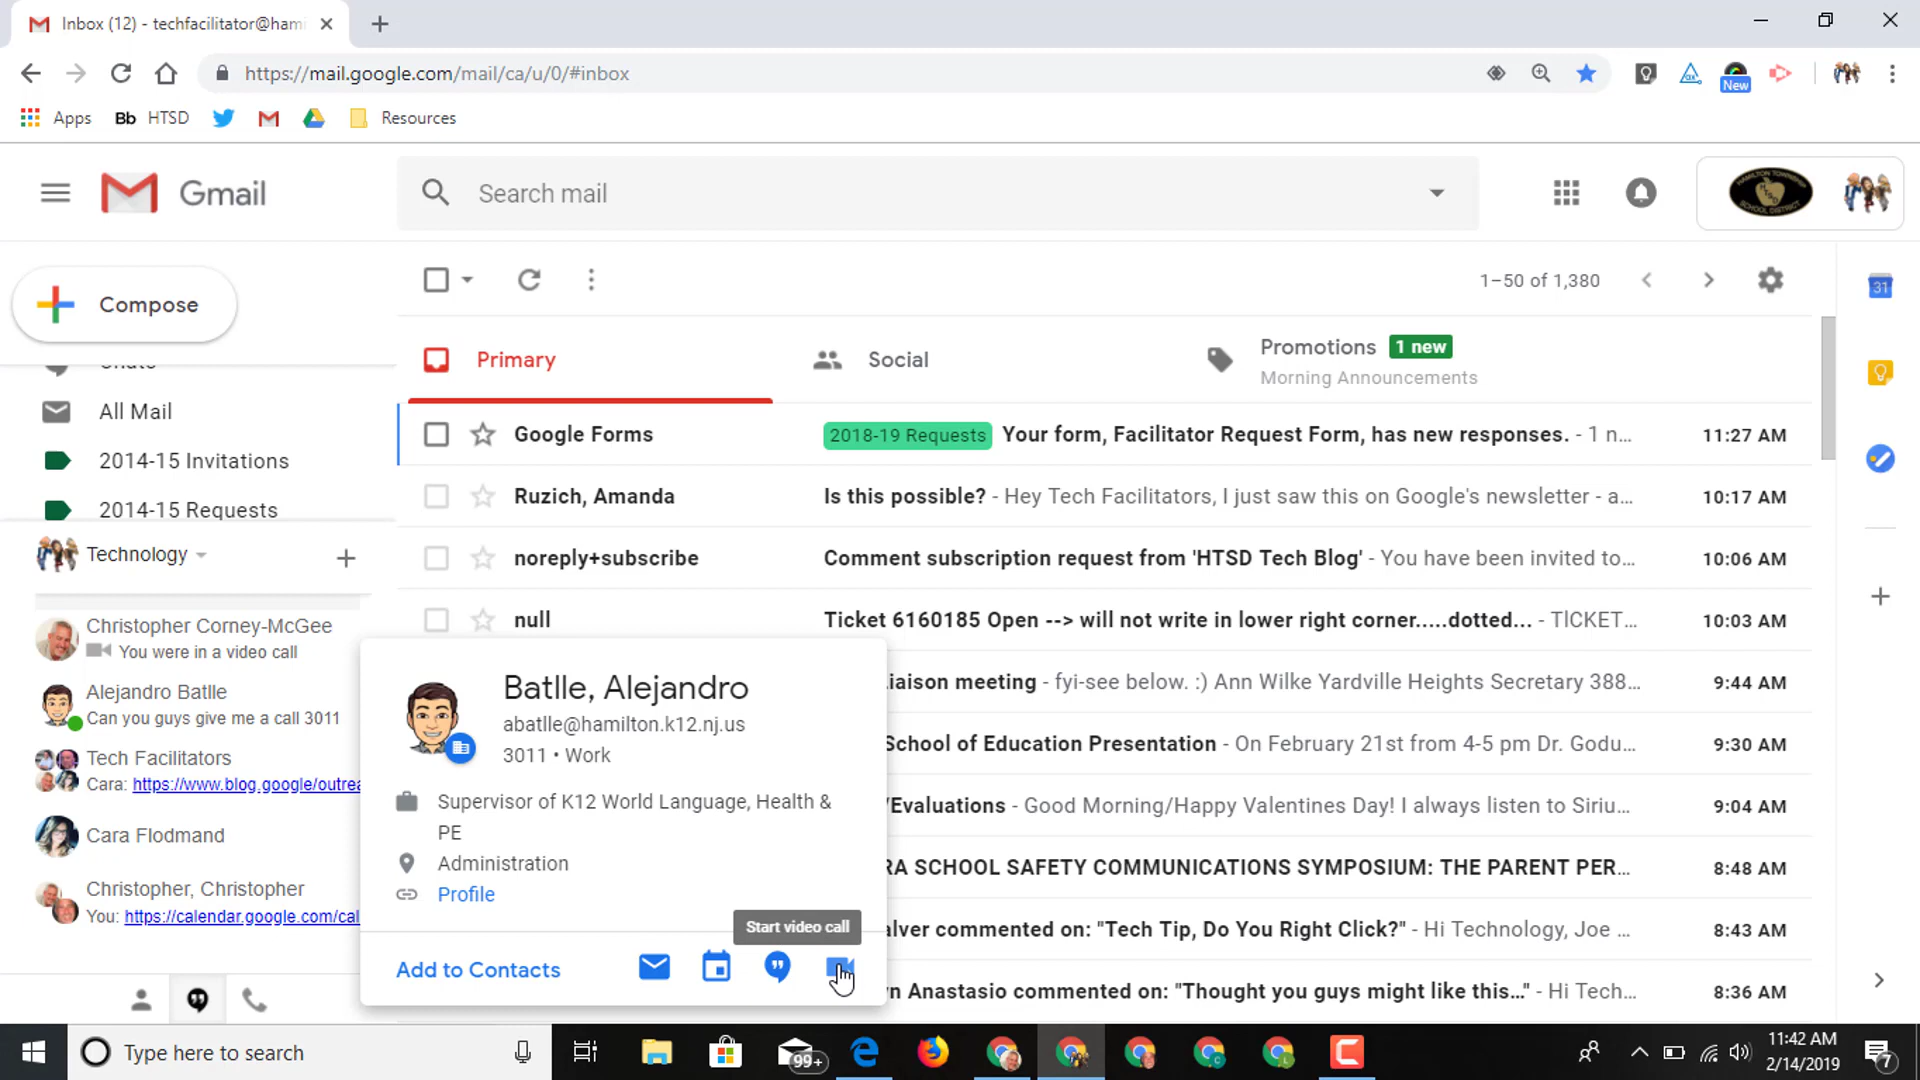 Inbox (12) - techfacilitator@hami
https://mail.google.com/mail/ca/u/0/#inbox
New
Apps
Bb HTSD
Resources
Gmail
Search mail
HAMILTON TOWNSHIP
SCHOOL DISTRICT
Compose
1–50 of 1,380
31
Primary
Social
Promotions 1 new
Morning Announcements
Chats
All Mail
2014-15 Invitations
2014-15 Requests
Google Forms 2018-19 Requests Your form, Facilitator Request Form, has new responses. - 1 n... 11:27 AM
Ruzich, Amanda Is this possible? - Hey Tech Facilitators, I just saw this on Google's newsletter - a... 10:17 AM
noreply+subscribe Comment subscription request from 'HTSD Tech Blog' - You have been invited to... 10:06 AM
null Ticket 6160185 Open --> will not write in lower right corner.....dotted... - TICKET... 10:03 AM
iaison meeting - fyi-see below. :) Ann Wilke Yardville Heights Secretary 388... 9:44 AM
School of Education Presentation - On February 21st from 4-5 pm Dr. Godu... 9:30 AM
/Evaluations - Good Morning/Happy Valentines Day! I always listen to Siriu... 9:04 AM
RA SCHOOL SAFETY COMMUNICATIONS SYMPOSIUM: THE PARENT PER... 8:48 AM
alver commented on: "Tech Tip, Do You Right Click?" - Hi Technology, Joe ... 8:43 AM
n Anastasio commented on: "Thought you guys might like this..." - Hi Tech... 8:36 AM
Technology
Christopher Corney-McGee
You were in a video call
Alejandro Batlle
Can you guys give me a call 3011
Tech Facilitators
Cara: https://www.blog.google/outrea
Cara Flodmand
Christopher, Christopher
You: https://calendar.google.com/cal
Batlle, Alejandro
abatlle@hamilton.k12.nj.us
3011 • Work
Supervisor of K12 World Language, Health &
PE
Administration
Profile
Start video call
Add to Contacts
Type here to search
99+
11:42 AM
2/14/2019
7